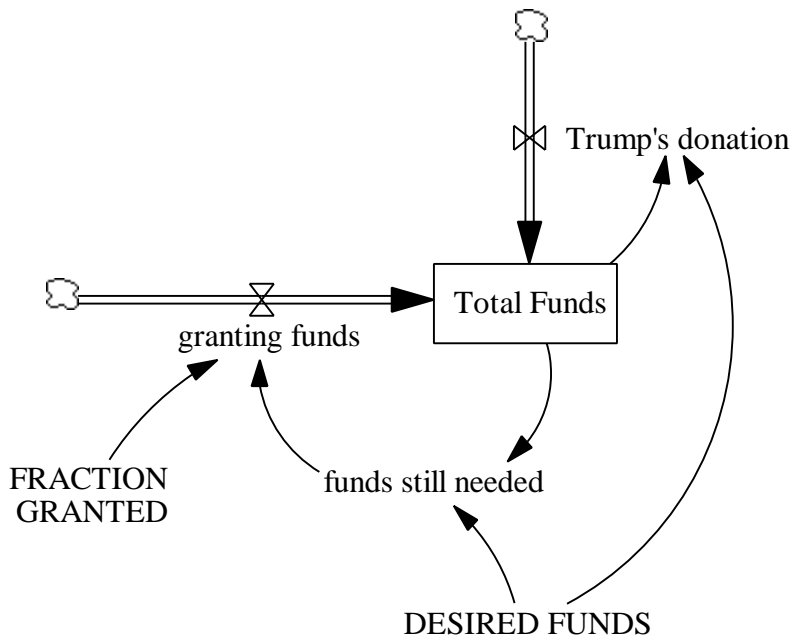 Trump's donation
Total Funds
granting funds
FRACTION
GRANTED
funds still needed
DESIRED FUNDS